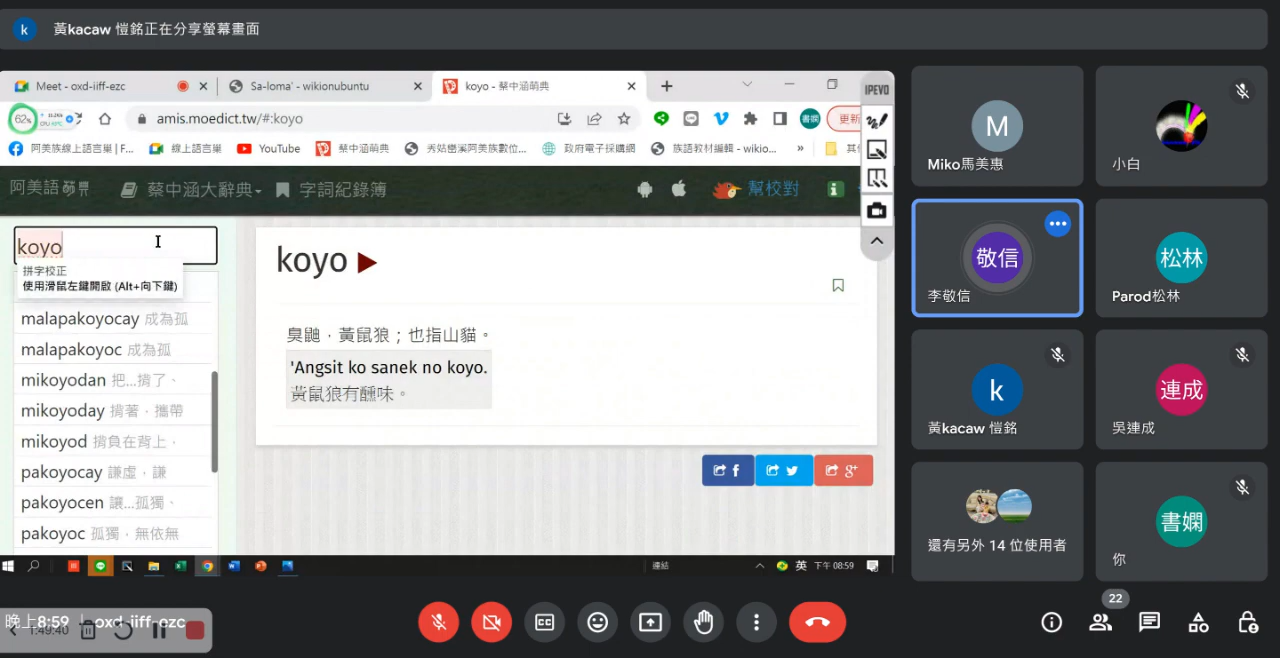 k 黃kacaw 愷銘正在分享螢幕畫面
Meet - oxd-iiff-ezc
Sa-loma' - wikionubuntu
koyo - 蔡中涵萌典
IPEVO
62%
amis.moedict.tw/#:koyo
書嫺
更新
阿美族線上語言巢 | F...
線上語言巢
YouTube
蔡中涵萌典
秀姑巒溪阿美族數位...
政府電子採購網
族語教材編輯 - wikio...
»
阿美語萌典
蔡中涵大辭典
字詞紀錄簿
幫校對
koyo
拼字校正
使用滑鼠左鍵開啟 (Alt+向下鍵)
malapakoyocay 成為孤
malapakoyoc 成為孤
mikoyodan 把...揹了、
mikoyoday 揹著，攜帶
mikoyod 揹負在背上，
pakoyocay 謙虛，謙
pakoyocen 讓...孤獨、
pakoyoc 孤獨，無依無
koyo
臭鼬，黃鼠狼；也指山貓。
'Angsit ko sanek no koyo.
黃鼠狼有醺味。
f
g+
連結
英
下午 08:59
M
Miko馬美惠
小白
敬信
李敬信
松林
Parod松林
k
黃kacaw 愷銘
連成
吳連成
還有另外 14 位使用者
書嫺
你
晚上8:59 | oxd-iiff-ezc
1:49:40
CC
22